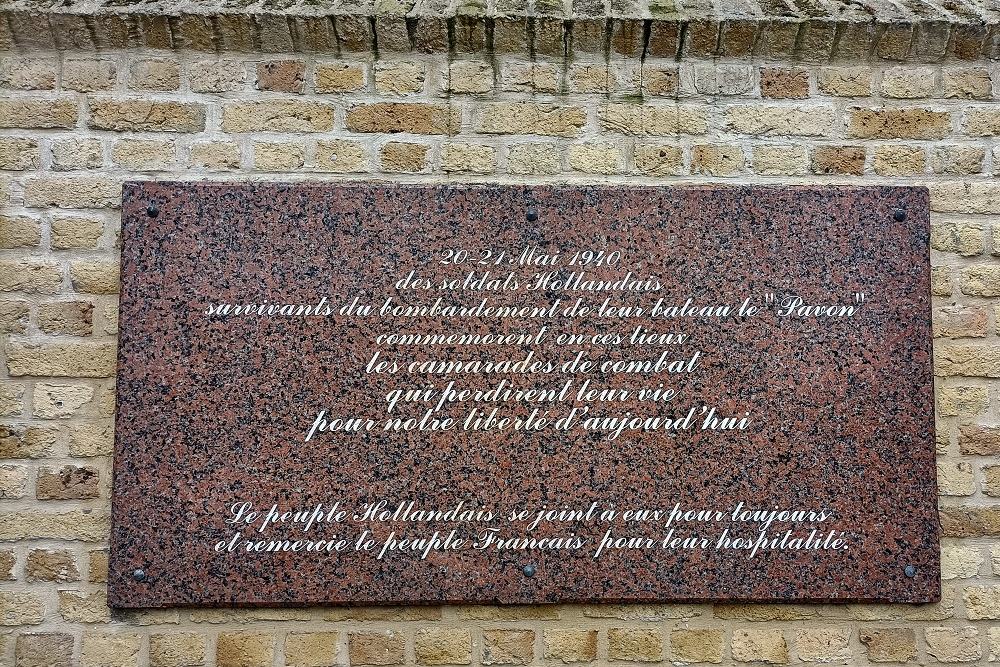 20-21 Mai 1940
des soldats Hollandais
survivants du bombardement de leur bateau le "Pavon"
commemorent en ces lieux
les camarades de combat
qui perdirent leur vie
pour notre liberté d'aujourd'hui
Le peuple Hollandais se joint à eux pour toujours
et remercie le peuple Français pour leur hospitalité.